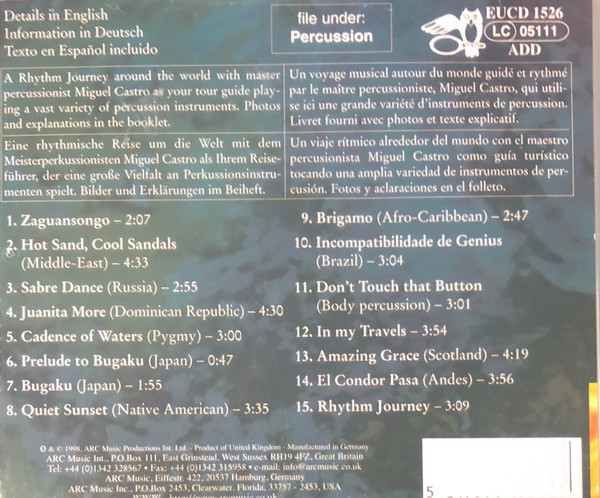 Details in English
Information in Deutsch
Texto en Español incluido
file under:
Percussion
EUCD 1526
LC 05111
ADD
A Rhythm Journey around the world with master
percussionist Miguel Castro as your tour guide play-
ing a vast variety of percussion instruments. Photos
and explanations in the booklet.
Un voyage musical autour du monde guidé et rythmé
par le maître percussioniste, Miguel Castro, qui utili-
se ici une grande variété d'instruments de percussion.
Livret fourni avec photos et texte explicatif.
Eine rhythmische Reise um die Welt mit dem
Meisterperkussionisten Miguel Castro als Ihrem Reise-
führer, der eine große Vielfalt an Perkussionsinstru-
menten spielt. Bilder und Erklärungen im Beiheft.
Un viaje rítmico alrededor del mundo con el maestro
percusionista Miguel Castro como guía turístico
tocando una amplia variedad de instrumentos de per-
cusión. Fotos y aclaraciones en el folleto.
1. Zaguansongo – 2:07
2. Hot Sand, Cool Sandals
(Middle-East) – 4:33
3. Sabre Dance (Russia) – 2:55
4. Juanita More (Dominican Republic) – 4:30
5. Cadence of Waters (Pygmy) – 3:00
6. Prelude to Bugaku (Japan) – 0:47
7. Bugaku (Japan) – 1:55
8. Quiet Sunset (Native American) – 3:35
9. Brigamo (Afro-Caribbean) – 2:47
10. Incompatibilidade de Genius
(Brazil) – 3:04
11. Don't Touch that Button
(Body percussion) – 3:01
12. In my Travels – 3:54
13. Amazing Grace (Scotland) – 4:19
14. El Condor Pasa (Andes) – 3:56
15. Rhythm Journey – 3:09
℗ & © 1998, ARC Music Productions Int. Ltd. - Product of United Kingdom - Manufactured in Germany
ARC Music Int., P.O.Box 111, East Grinstead, West Sussex RH19 4FZ, Great Britain
Tel: +44 (0)1342 328567 • Fax: +44 (0)1342 315958 • e-mail: info@arcmusic.co.uk
ARC Music, Eiffestr. 422, 20537 Hamburg, Germany
ARC Music Inc., P.O.Box 2453, Clearwater, Florida, 33757 - 2453, USA
5